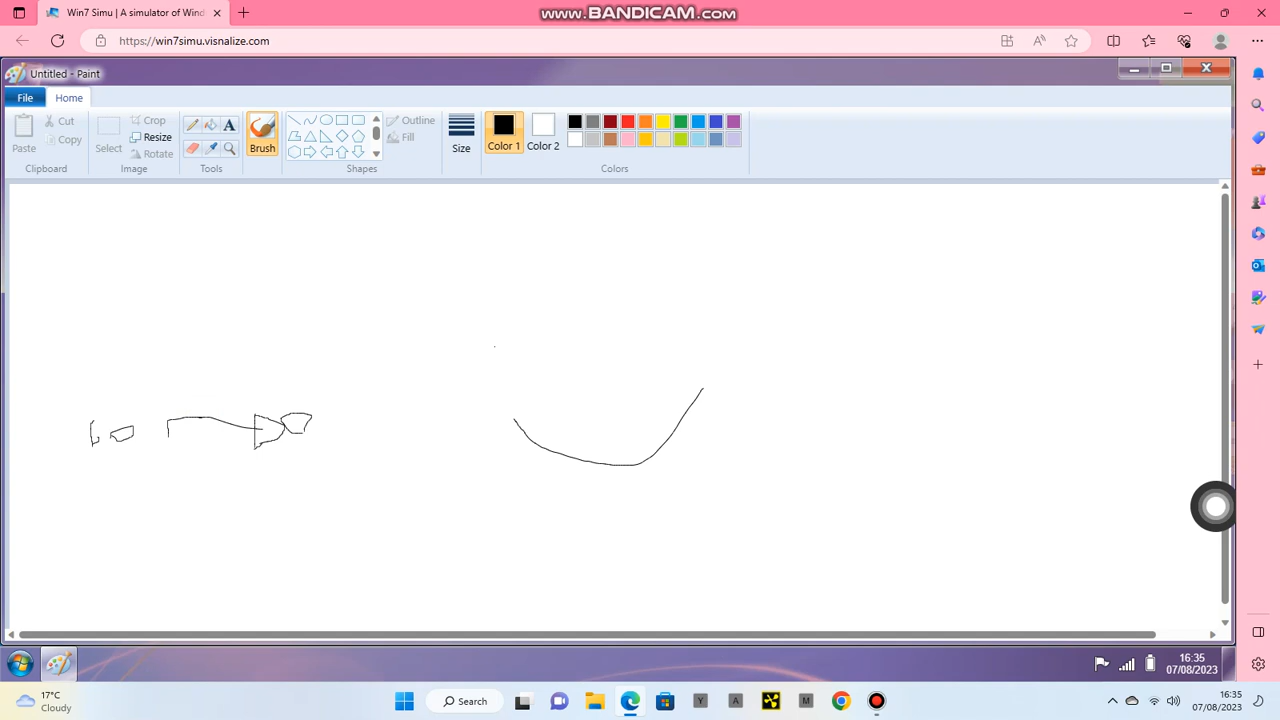 www.BANDICAM.com
Win7 Simu | A simulator of Wind
https://win7simu.visnalize.com
Untitled - Paint
File Home
Cut Crop Outline
Copy Resize Fill
Paste Select Rotate Brush Size Color 1 Color 2
Clipboard Image Tools Shapes Colors
16:35
07/08/2023
17°C
Cloudy
Search
Y A M
16:35
07/08/2023